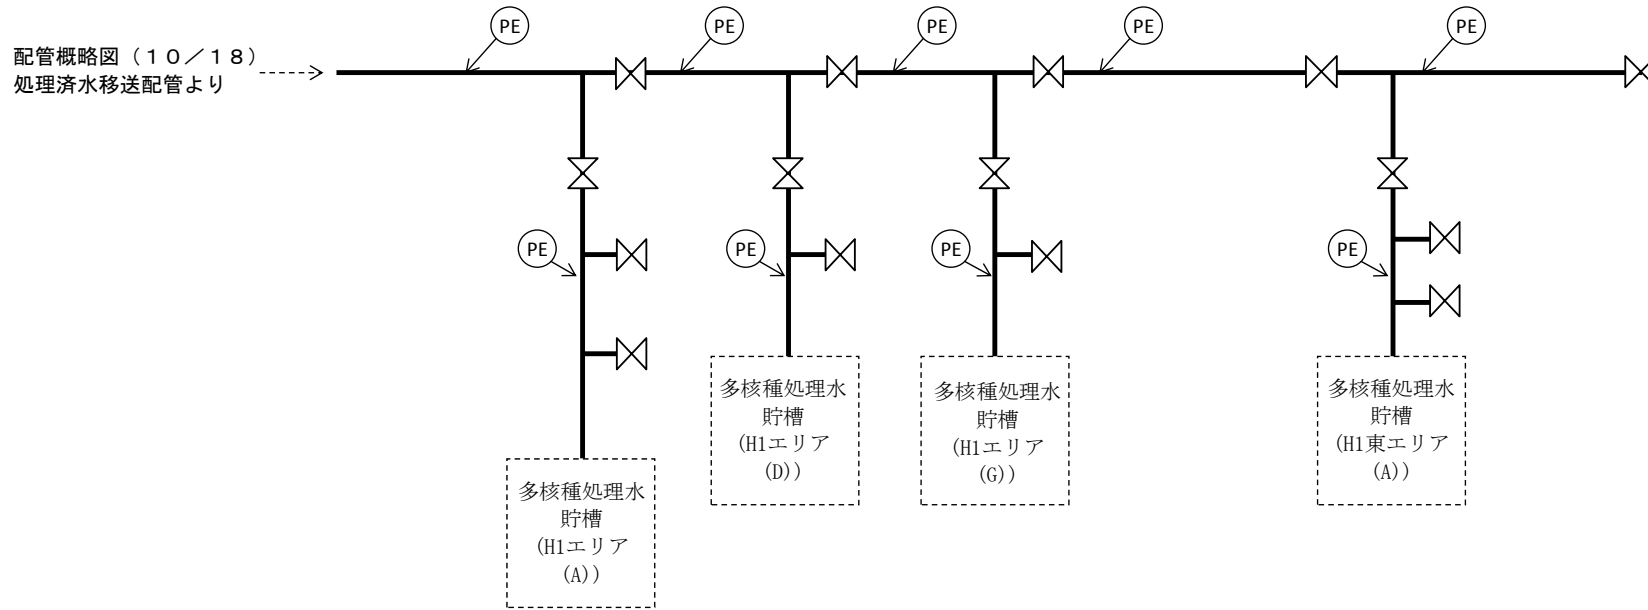 PE
PE
PE
PE
PE
配管概略図（１０／１８）
処理済水移送配管より
PE
PE
PE
PE
多核種処理水
貯槽
(H1エリア
(D))
多核種処理水
貯槽
(H1エリア
(G))
多核種処理水
貯槽
(H1東エリア
(A))
多核種処理水
貯槽
(H1エリア
(A))